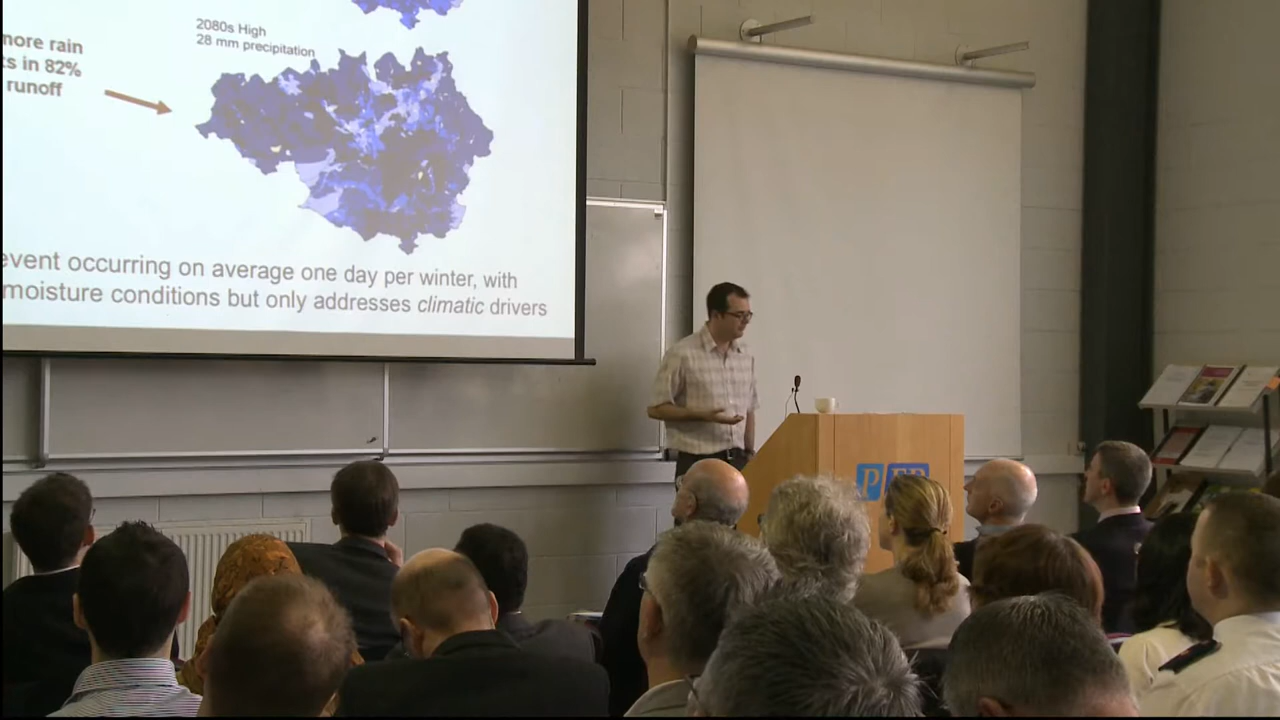 2080s High
28 mm precipitation
more rain
ts in 82%
runoff
event occurring on average one day per winter, with
moisture conditions but only addresses climatic drivers